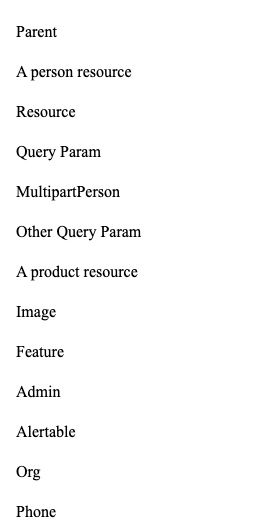 Parent
A person resource
Resource
Query Param
MultipartPerson
Other Query Param
A product resource
Image
Feature
Admin
Alertable
Org
Phone